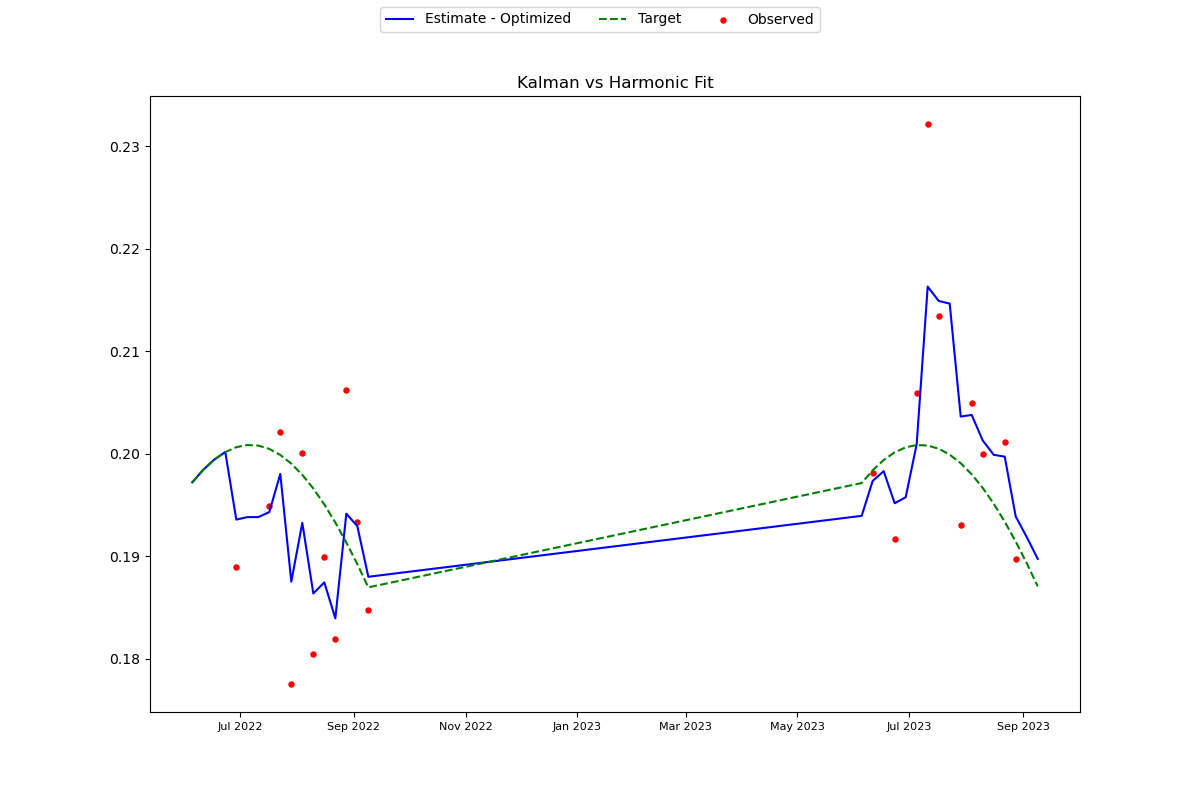 Estimate - Optimized Target Observed
Kalman vs Harmonic Fit
0.23
0.22
0.21
0.20
0.19
0.18
Jul 2022 Sep 2022 Nov 2022 Jan 2023 Mar 2023 May 2023 Jul 2023 Sep 2023